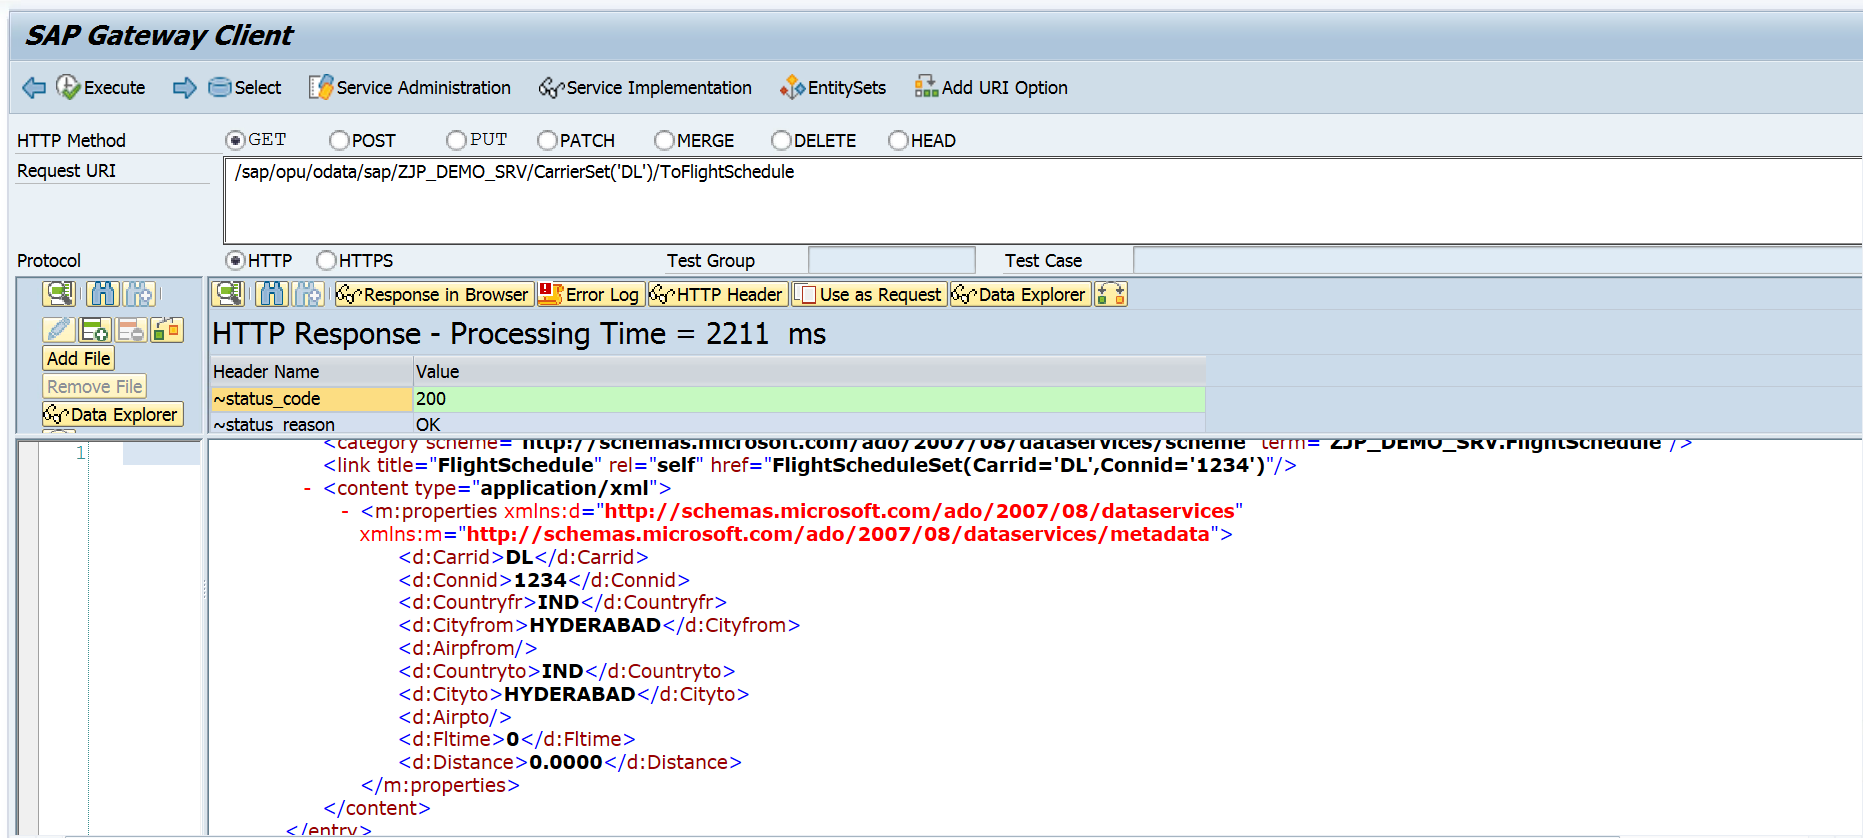 SAP Gateway Client
Execute Select Service Administration Service Implementation EntitySets Add URI Option
HTTP Method GET POST PUT PATCH MERGE DELETE HEAD
Request URI /sap/opu/odata/sap/ZJP_DEMO_SRV/CarrierSet('DL')/ToFlightSchedule
Protocol HTTP HTTPS Test Group Test Case
Response in Browser Error Log HTTP Header Use as Request Data Explorer
HTTP Response - Processing Time = 2211 ms
Add File
Header Name Value
Remove File
~status_code 200
Data Explorer
~status_reason OK
<category scheme="http://schemas.microsoft.com/ado/2007/08/dataservices/scheme" term="ZJP_DEMO_SRV.FlightSchedule"/>
1
<link title="FlightSchedule" rel="self" href="FlightScheduleSet(Carrid='DL',Connid='1234')"/>
- <content type="application/xml">
- <m:properties xmlns:d="http://schemas.microsoft.com/ado/2007/08/dataservices"
xmlns:m="http://schemas.microsoft.com/ado/2007/08/dataservices/metadata">
<d:Carrid>DL</d:Carrid>
<d:Connid>1234</d:Connid>
<d:Countryfr>IND</d:Countryfr>
<d:Cityfrom>HYDERABAD</d:Cityfrom>
<d:Airpfrom/>
<d:Countryto>IND</d:Countryto>
<d:Cityto>HYDERABAD</d:Cityto>
<d:Airpto/>
<d:Fltime>0</d:Fltime>
<d:Distance>0.0000</d:Distance>
</m:properties>
</content>
</entry>